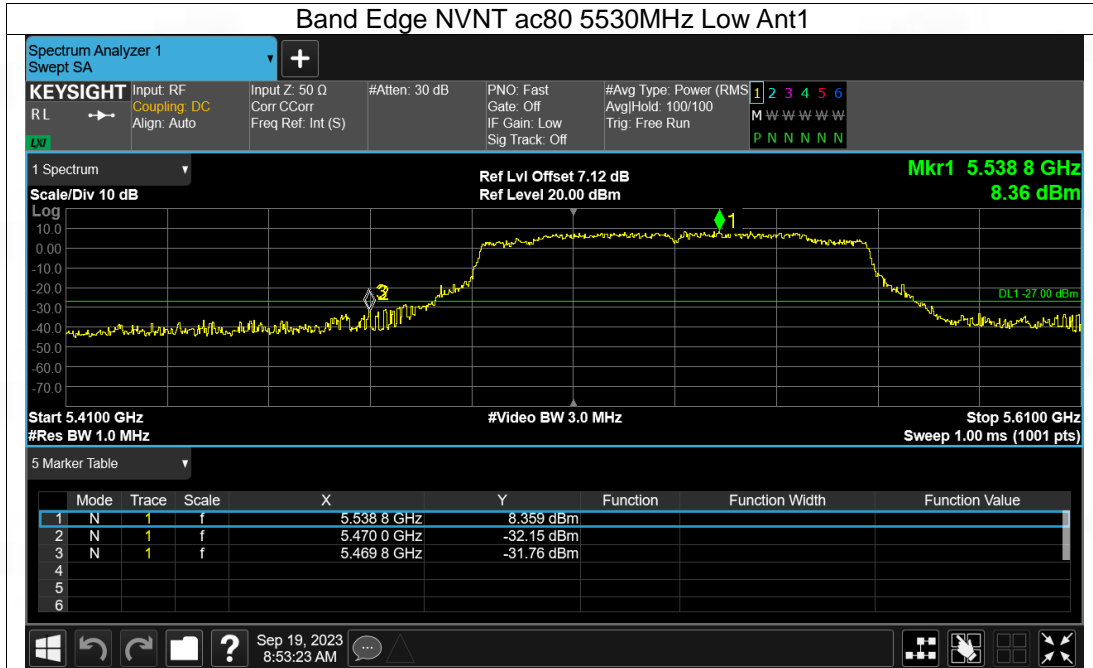 Band Edge NVNT ac80 5530MHz Low Ant1
Spectrum Analyzer 1
Swept SA
+
KEYSIGHT
RL
LXI
Input: RF
Coupling: DC
Align: Auto
Input Z: 50 Ω
Corr CCorr
Freq Ref: Int (S)
#Atten: 30 dB
PNO: Fast
Gate: Off
IF Gain: Low
Sig Track: Off
#Avg Type: Power (RMS
Avg|Hold: 100/100
Trig: Free Run
1 2 3 4 5 6
M W W W W W
P N N N N N
1 Spectrum
Scale/Div 10 dB
Ref Lvl Offset 7.12 dB
Ref Level 20.00 dBm
Mkr1 5.538 8 GHz
8.36 dBm
Log
10.0
0.00
-10.0
-20.0
-30.0
-40.0
-50.0
-60.0
-70.0
1
DL1 -27.00 dBm
Start 5.4100 GHz
#Video BW 3.0 MHz
Stop 5.6100 GHz
#Res BW 1.0 MHz
Sweep 1.00 ms (1001 pts)
5 Marker Table
Mode Trace Scale X Y Function Function Width Function Value
1 N 1 f 5.538 8 GHz 8.359 dBm
2 N 1 f 5.470 0 GHz -32.15 dBm
3 N 1 f 5.469 8 GHz -31.76 dBm
4
5
6
?
Sep 19, 2023
8:53:23 AM